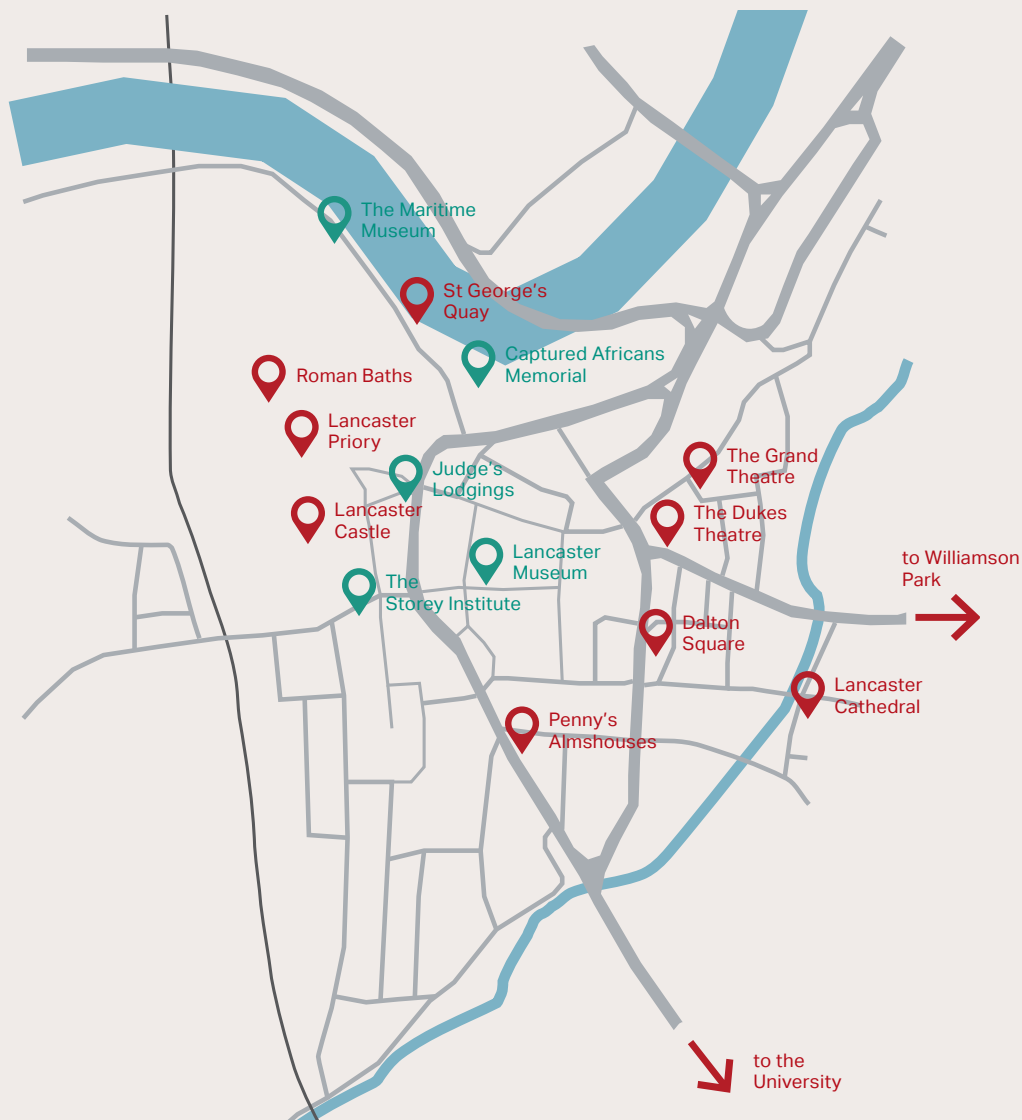 The Maritime
Museum
St George's
Quay
Captured Africans
Memorial
Roman Baths
Lancaster
Priory
Judge's
Lodgings
The Grand
Theatre
Lancaster
Castle
The Dukes
Theatre
Lancaster
Museum
to Williamson
Park
The
Storey Institute
Dalton
Square
Lancaster
Cathedral
Penny's
Almshouses
to the
University